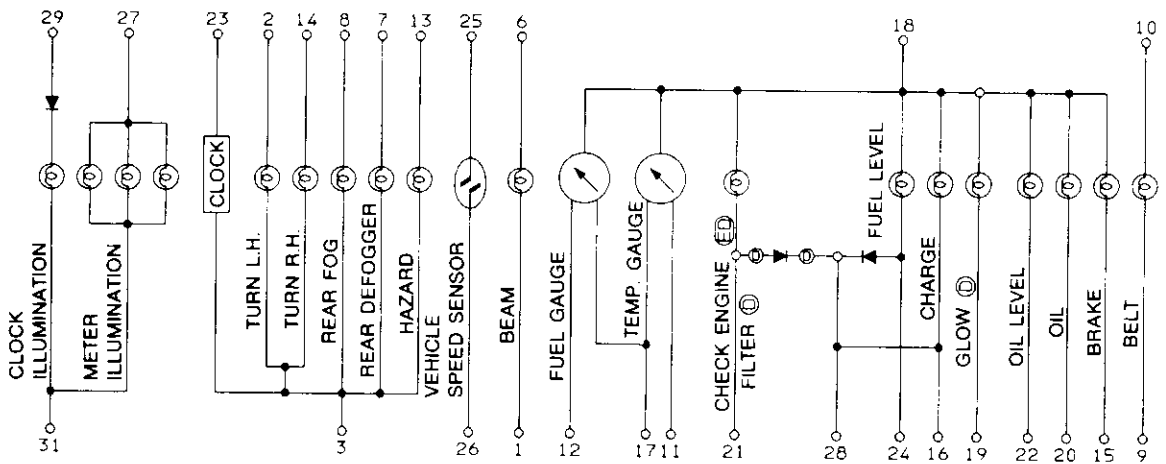 29
27
23
2
14
8
7
13
25
6
18
10
CLOCK
ILLUMINATION
METER
ILLUMINATION
CLOCK
TURN L.H.
TURN R.H.
REAR FOG
REAR DEFOGGER
HAZARD
VEHICLE
SPEED SENSOR
BEAM
FUEL GAUGE
TEMP. GAUGE
CHECK ENGINE ED
FILTER D
D
D
FUEL LEVEL
CHARGE
GLOW D
OIL LEVEL
OIL
BRAKE
BELT
31
3
26
1
12
17
11
21
28
24
16
19
22
20
15
9